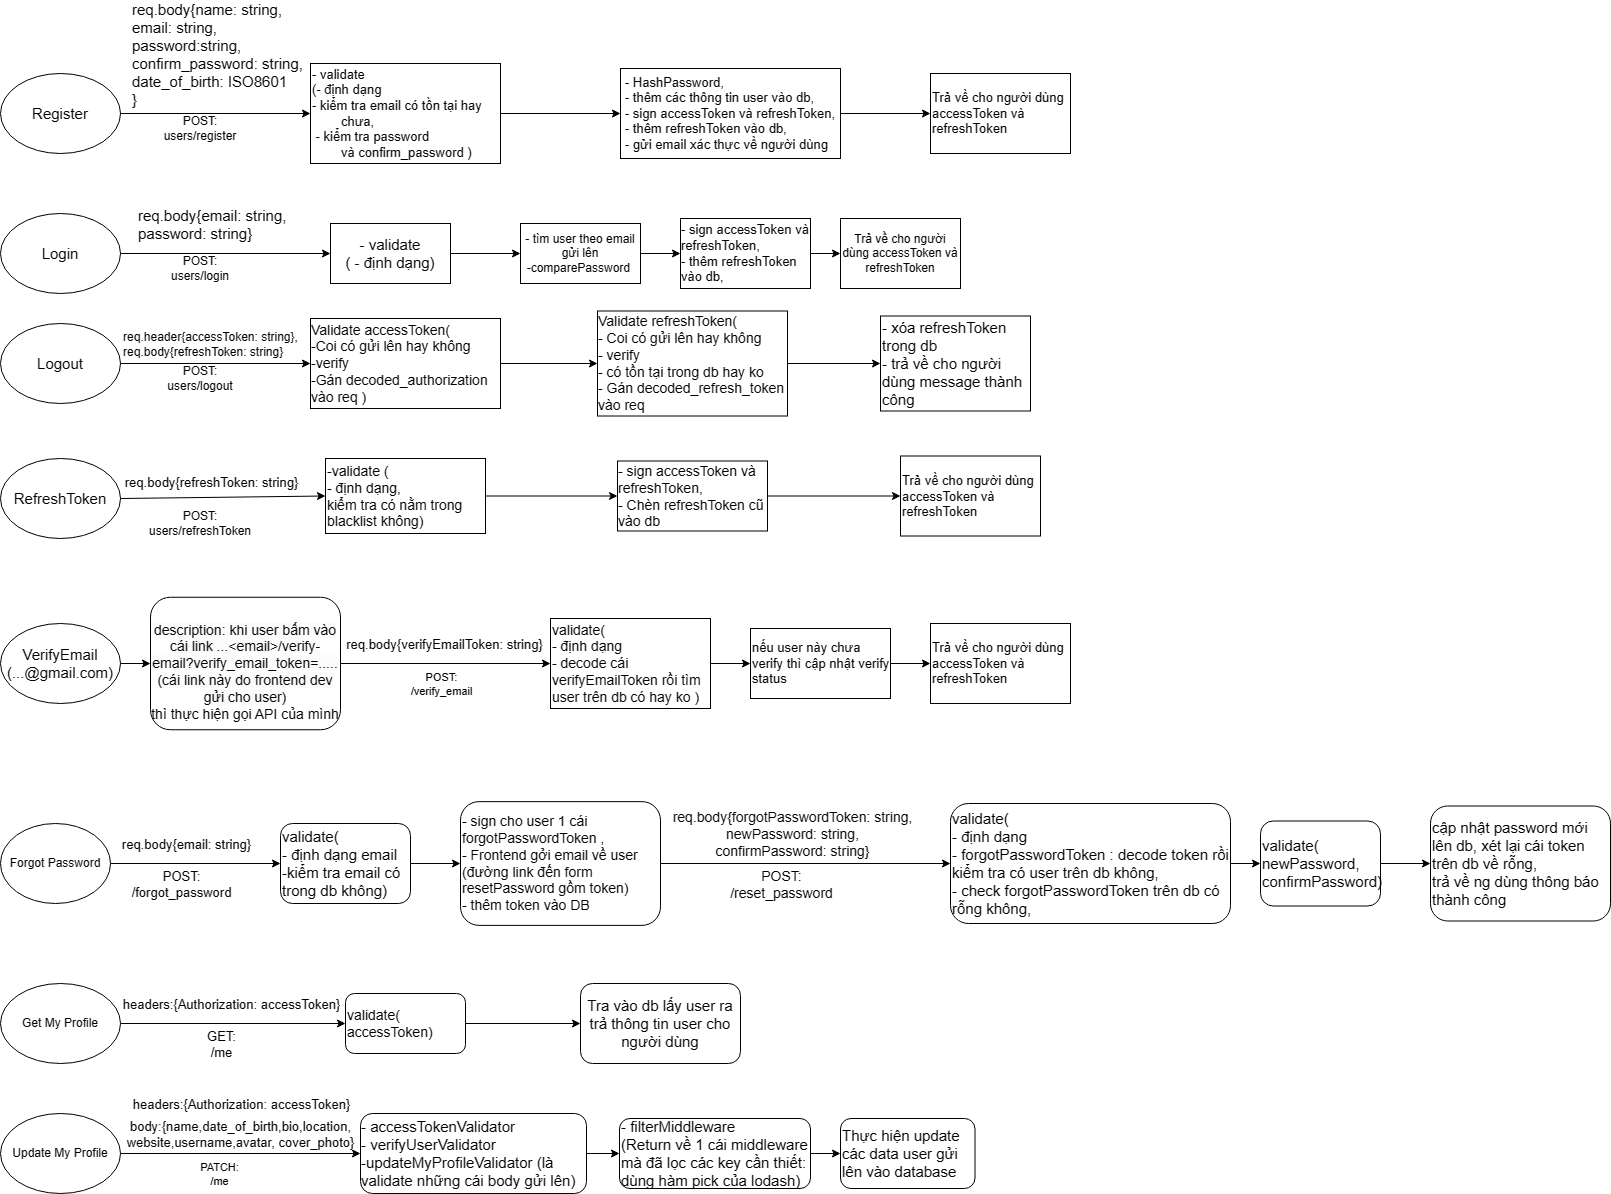 req.body{name: string,
email: string,
password:string,
confirm_password: string,
date_of_birth: ISO8601
}
Register
POST:
users/register
- validate
(- định dạng
- kiểm tra email có tồn tại hay
chưa,
- kiểm tra password
và confirm_password )
- HashPassword,
- thêm các thông tin user vào db,
- sign accessToken và refreshToken,
- thêm refreshToken vào db,
- gửi email xác thực về người dùng
Trả về cho người dùng
accessToken và
refreshToken
req.body{email: string,
password: string}
Login
POST:
users/login
- validate
( - định dạng)
- tìm user theo email
gửi lên
-comparePassword
- sign accessToken và
refreshToken,
- thêm refreshToken
vào db,
Trả về cho người
dùng accessToken và
refreshToken
req.header{accessToken: string},
req.body{refreshToken: string}
Logout
POST:
users/logout
Validate accessToken(
-Coi có gửi lên hay không
-verify
-Gán decoded_authorization
vào req )
Validate refreshToken(
- Coi có gửi lên hay không
- verify
- có tồn tại trong db hay ko
- Gán decoded_refresh_token
vào req
- xóa refreshToken
trong db
- trả về cho người
dùng message thành
công
RefreshToken
req.body{refreshToken: string}
POST:
users/refreshToken
-validate (
- định dạng,
kiểm tra có nằm trong
blacklist không)
- sign accessToken và
refreshToken,
- Chèn refreshToken cũ
vào db
Trả về cho người dùng
accessToken và
refreshToken
VerifyEmail
(...@gmail.com)
description: khi user bấm vào
cái link ...<email>/verify-
email?verify_email_token=.....
(cái link này do frontend dev
gửi cho user)
thì thực hiện gọi API của mình
req.body{verifyEmailToken: string}
POST:
/verify_email
validate(
- định dạng
- decode cái
verifyEmailToken rồi tìm
user trên db có hay ko )
nếu user này chưa
verify thì cập nhật verify
status
Trả về cho người dùng
accessToken và
refreshToken
Forgot Password
req.body{email: string}
POST:
/forgot_password
validate(
- định dạng email
-kiểm tra email có
trong db không)
- sign cho user 1 cái
forgotPasswordToken ,
- Frontend gởi email về user
(đường link đến form
resetPassword gồm token)
- thêm token vào DB
req.body{forgotPasswordToken: string,
newPassword: string,
confirmPassword: string}
POST:
/reset_password
validate(
- định dạng
- forgotPasswordToken : decode token rồi
kiểm tra có user trên db không,
- check forgotPasswordToken trên db có
rỗng không,
validate(
newPassword,
confirmPassword)
cập nhật password mới
lên db, xét lại cái token
trên db về rỗng,
trả về ng dùng thông báo
thành công
Get My Profile
headers:{Authorization: accessToken}
GET:
/me
validate(
accessToken)
Tra vào db lấy user ra
trả thông tin user cho
người dùng
headers:{Authorization: accessToken}
body:{name,date_of_birth,bio,location,
website,username,avatar, cover_photo}
Update My Profile
PATCH:
/me
- accessTokenValidator
- verifyUserValidator
-updateMyProfileValidator (là
validate những cái body gửi lên)
- filterMiddleware
(Return về 1 cái middleware
mà đã lọc các key cần thiết:
dùng hàm pick của lodash)
Thực hiện update
các data user gửi
lên vào database